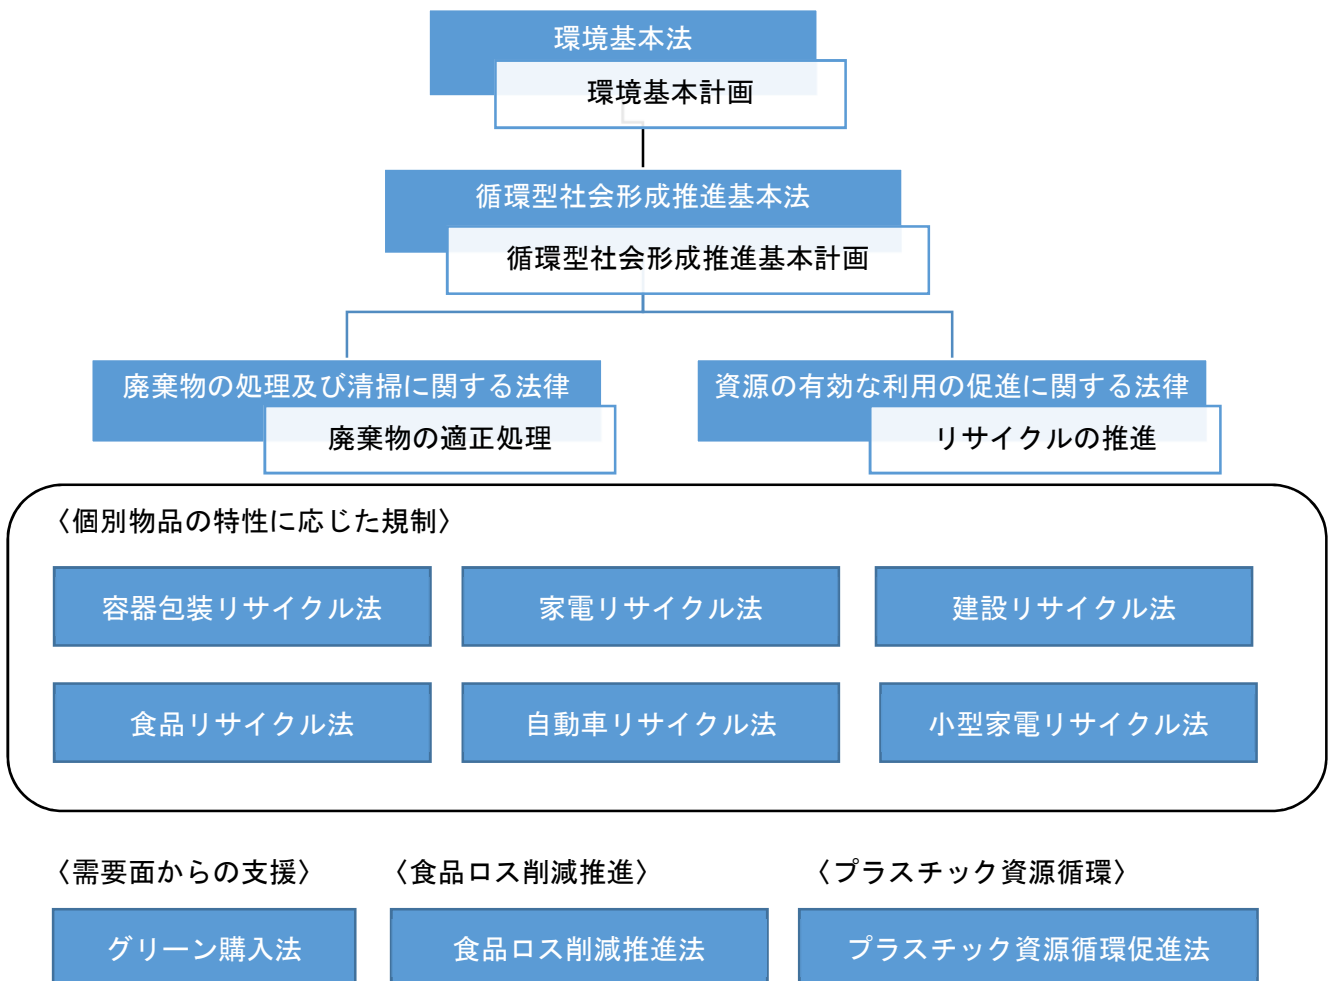 環境基本法
環境基本計画
循環型社会形成推進基本法
循環型社会形成推進基本計画
廃棄物の処理及び清掃に関する法律
廃棄物の適正処理
資源の有効な利用の促進に関する法律
リサイクルの推進
〈個別物品の特性に応じた規制〉
容器包装リサイクル法
家電リサイクル法
建設リサイクル法
食品リサイクル法
自動車リサイクル法
小型家電リサイクル法
〈需要面からの支援〉
グリーン購入法
〈食品ロス削減推進〉
食品ロス削減推進法
〈プラスチック資源循環〉
プラスチック資源循環促進法